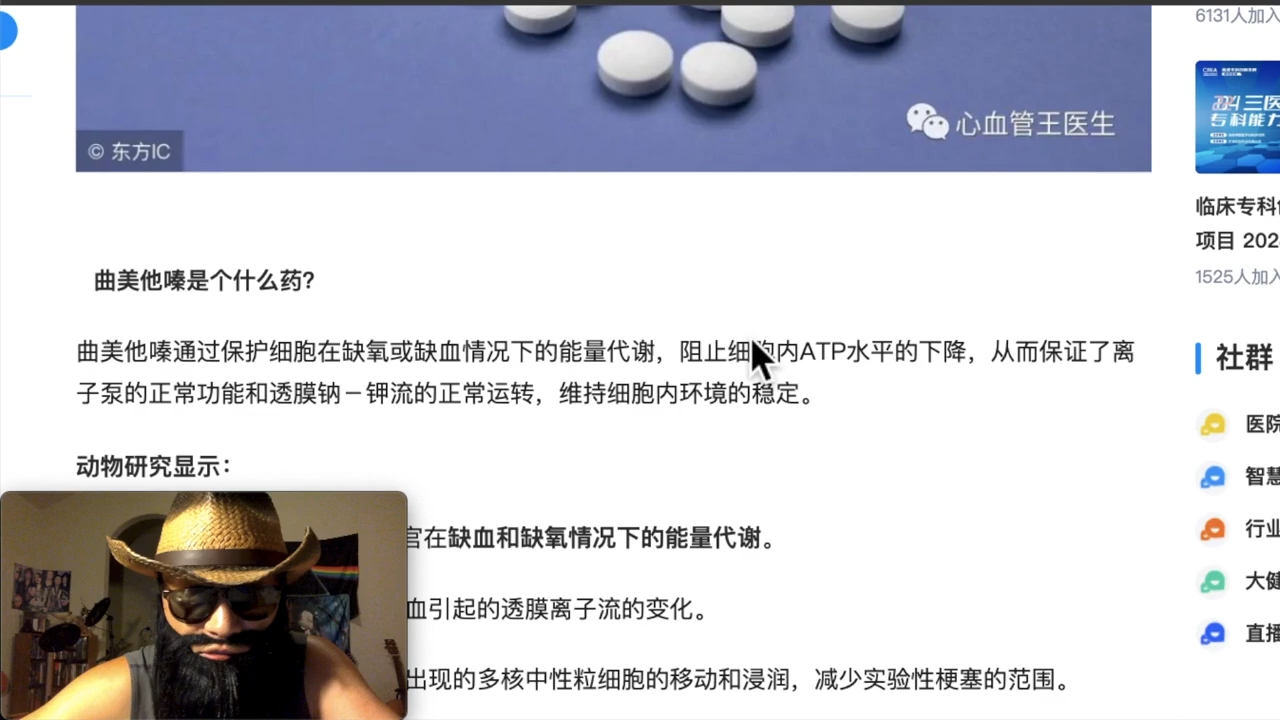 6131人加入
心血管王医生
© 东方IC
临床专科
项目 202
1525人加入
曲美他嗪是个什么药?
曲美他嗪通过保护细胞在缺氧或缺血情况下的能量代谢，阻止细胞内ATP水平的下降，从而保证了离
子泵的正常功能和透膜钠－钾流的正常运转，维持细胞内环境的稳定。
动物研究显示：
官在缺血和缺氧情况下的能量代谢。
血引起的透膜离子流的变化。
出现的多核中性粒细胞的移动和浸润，减少实验性梗塞的范围。
社群
医院
智慧
行业
大健
直播